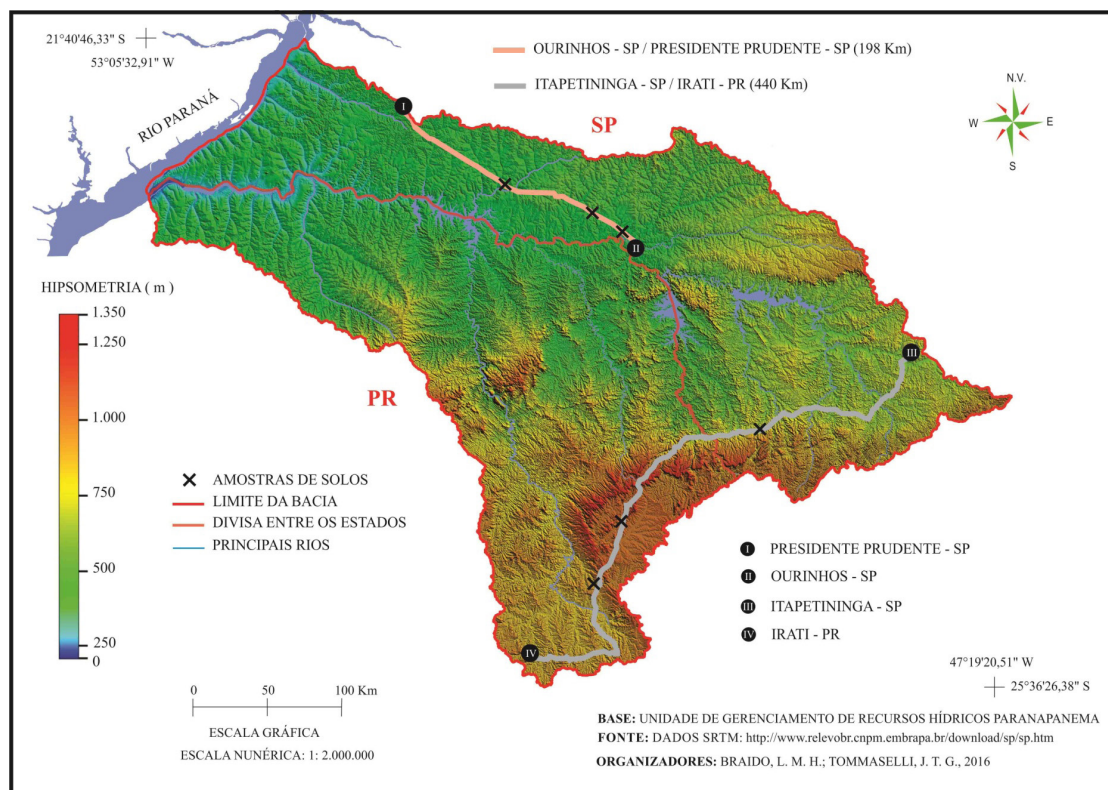 21°40'46,33" S
53°05'32,91" W
OURINHOS - SP / PRESIDENTE PRUDENTE - SP (198 Km)
ITAPETININGA - SP / IRATI - PR (440 Km)
N.V.
W E
S
RIO PARANÁ
I
SP
II
III
PR
IV
HIPSOMETRIA ( m )
1.350
1.250
1.000
750
500
250
0
AMOSTRAS DE SOLOS
LIMITE DA BACIA
DIVISA ENTRE OS ESTADOS
PRINCIPAIS RIOS
I PRESIDENTE PRUDENTE - SP
II OURINHOS - SP
III ITAPETININGA - SP
IV IRATI - PR
47°19'20,51" W
25°36'26,38" S
0 50 100 Km
ESCALA GRÁFICA
ESCALA NUNÉRICA: 1: 2.000.000
BASE: UNIDADE DE GERENCIAMENTO DE RECURSOS HÍDRICOS PARANAPANEMA
FONTE: DADOS SRTM: http://www.relevobr.cnpm.embrapa.br/download/sp/sp.htm
ORGANIZADORES: BRAIDO, L. M. H.; TOMMASELLI, J. T. G., 2016